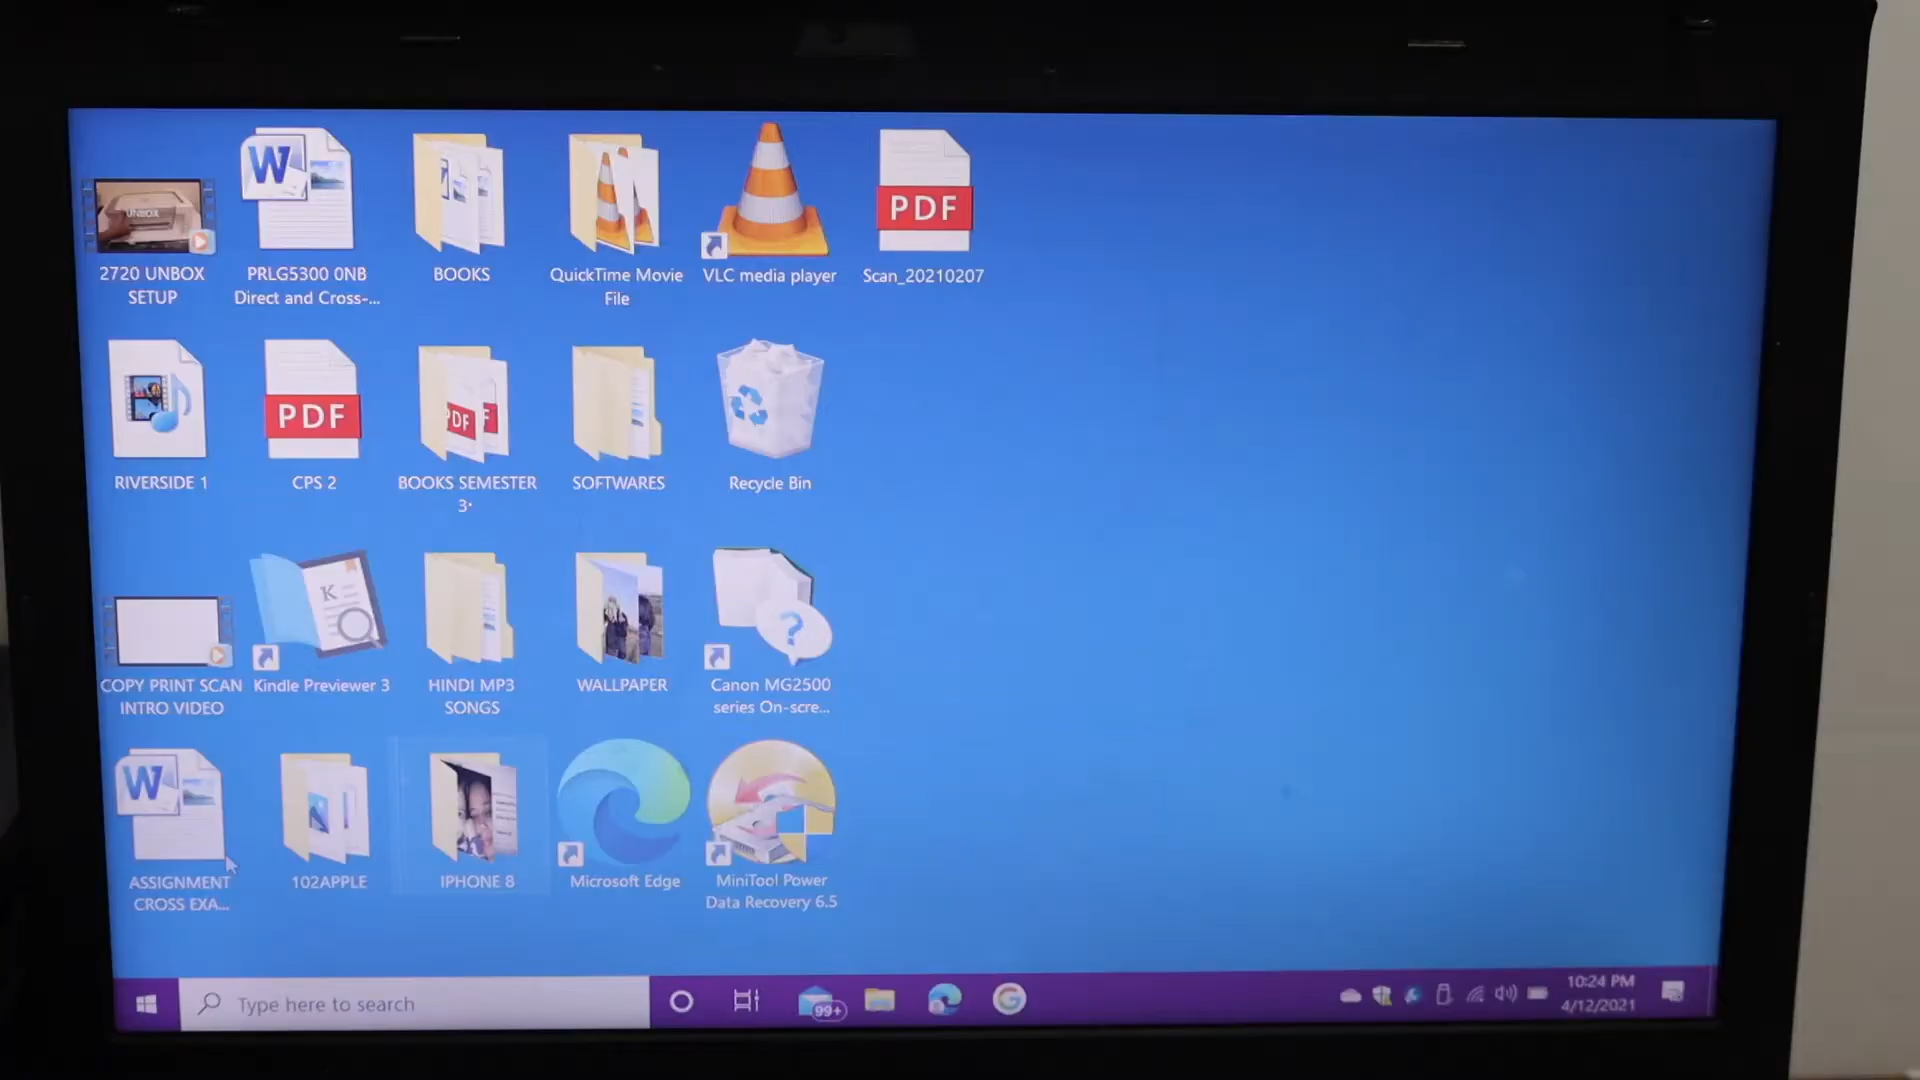 UNBOX
2720 UNBOX
SETUP
W
PRLG5300 0NB
Direct and Cross-...
BOOKS
QuickTime Movie
File
VLC media player
PDF
Scan_20210207
RIVERSIDE 1
PDF
CPS 2
PDF
BOOKS SEMESTER
3·
SOFTWARES
Recycle Bin
COPY PRINT SCAN
INTRO VIDEO
K
Kindle Previewer 3
HINDI MP3
SONGS
WALLPAPER
?
Canon MG2500
series On-scre...
W
ASSIGNMENT
CROSS EXA...
102APPLE
IPHONE 8
Microsoft Edge
MiniTool Power
Data Recovery 6.5
Type here to search
99+
G
10:24 PM
4/12/2021